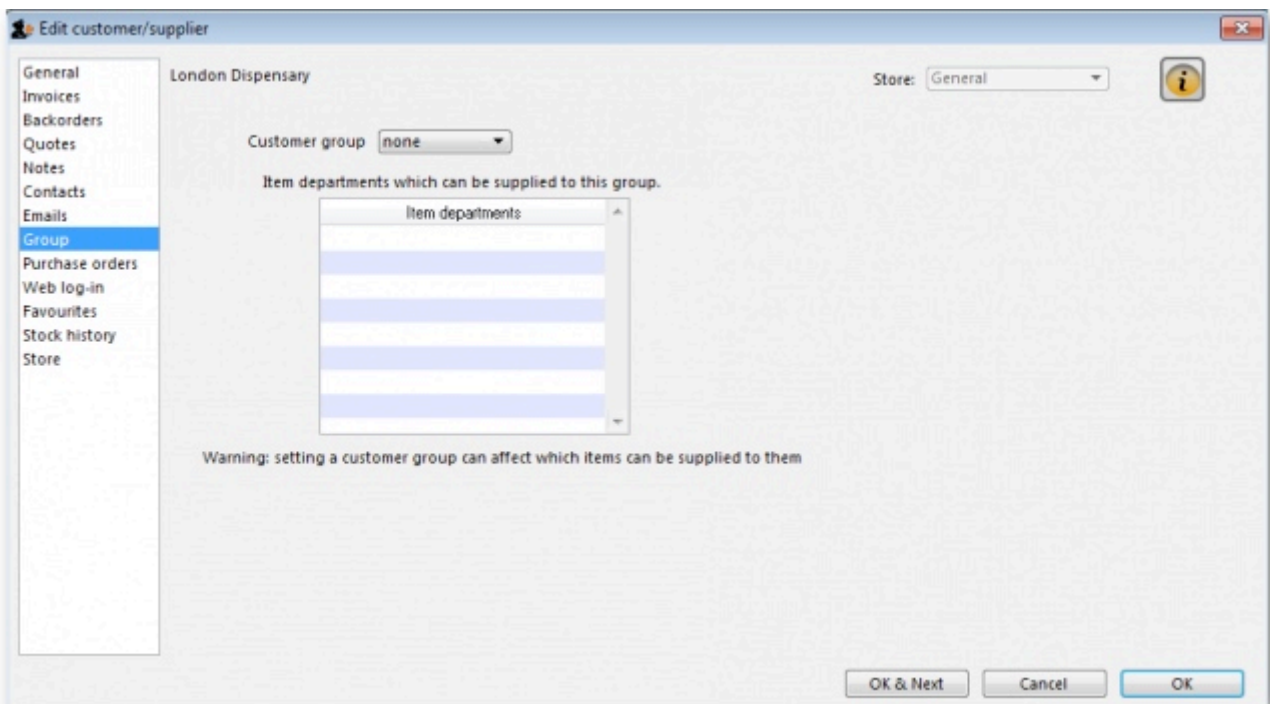 Edit customer/supplier
General
Invoices
Backorders
Quotes
Notes
Contacts
Emails
Group
Purchase orders
Web log-in
Favourites
Stock history
Store
London Dispensary
Store: General
i
Customer group none
Item departments which can be supplied to this group.
Item departments
Warning: setting a customer group can affect which items can be supplied to them
OK & Next Cancel OK